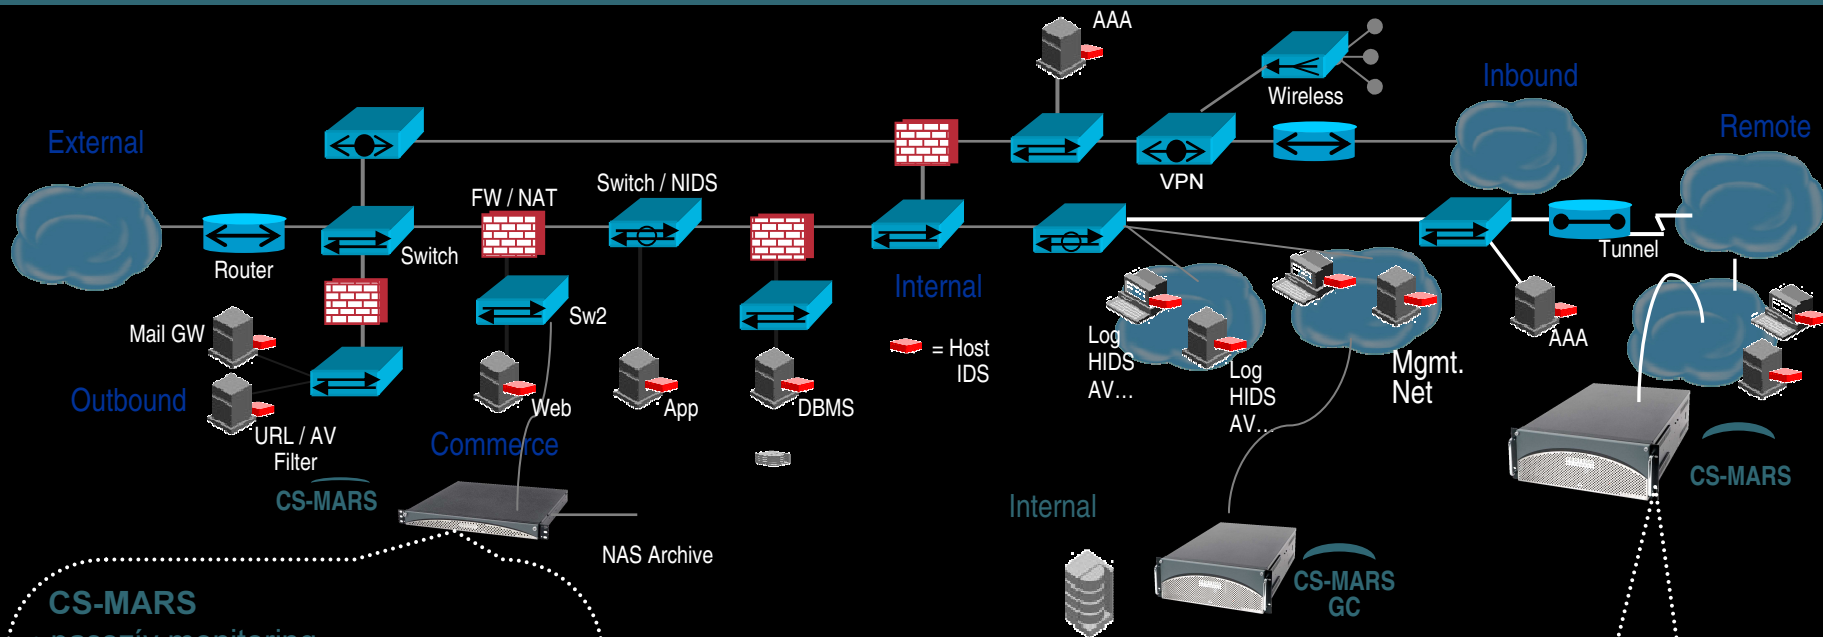 AAA
Inbound
Wireless
Remote
External
Switch / NIDS
VPN
FW / NAT
Switch
Tunnel
Router
Internal
Sw2
Mail GW
Log
HIDS
AV...
= Host
IDS
AAA
Mgmt.
Net
Log
HIDS
AV...
Outbound
Web
App
DBMS
URL / AV
Filter
Commerce
CS-MARS
CS-MARS
Internal
NAS Archive
CS-MARS
GC
CS-MARS
passzív monitoring